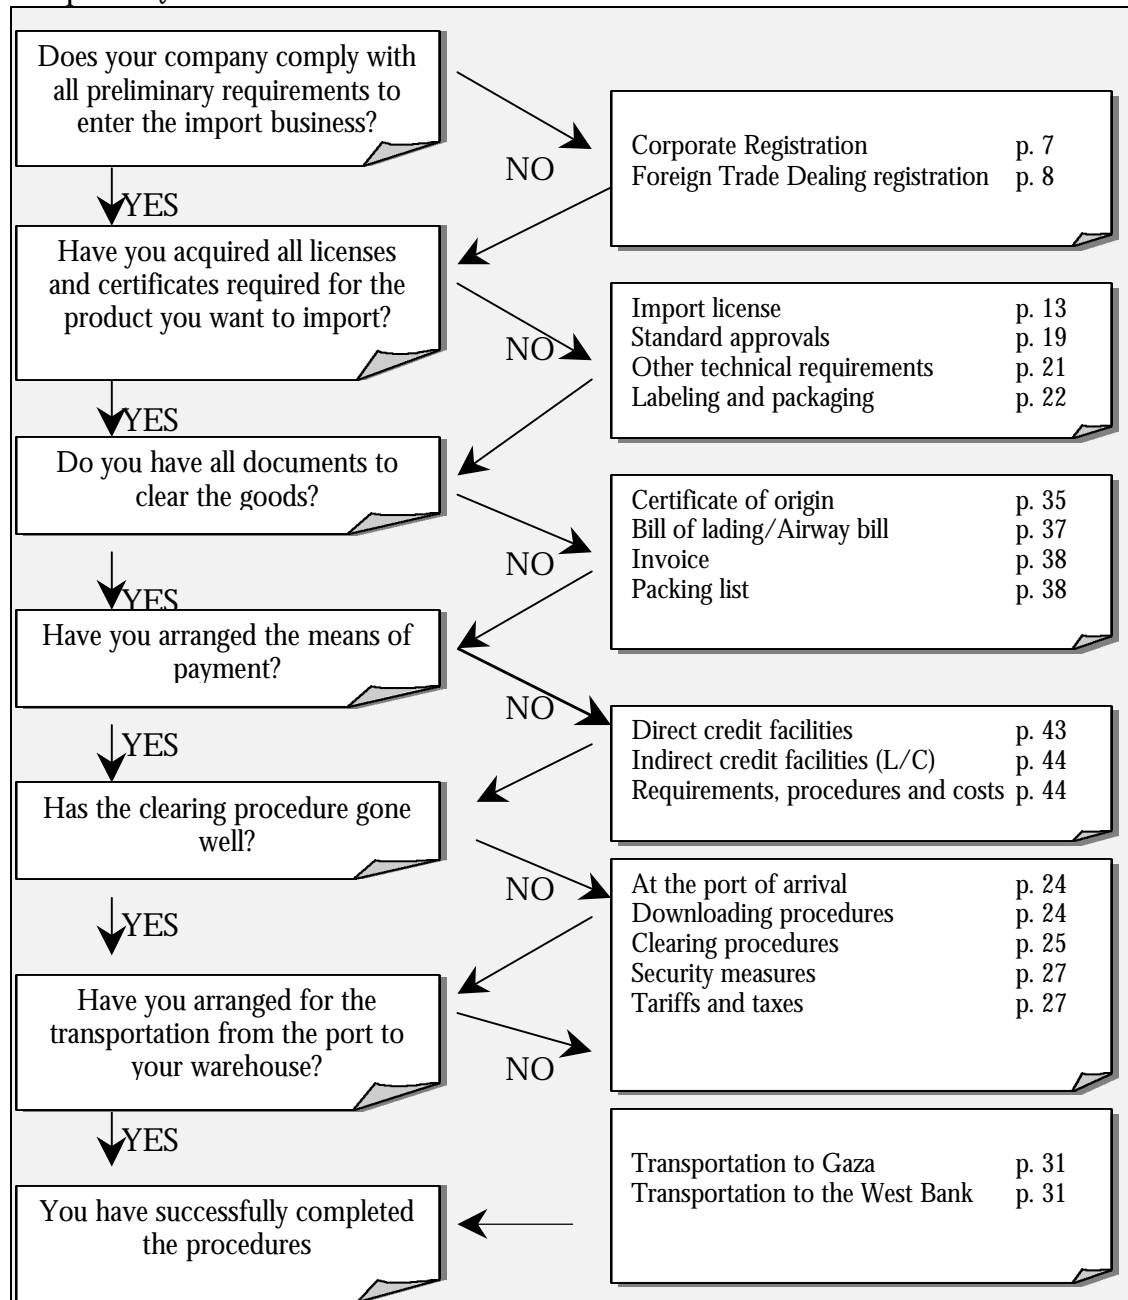 Does your company comply with
all preliminary requirements to
enter the import business?
NO
Corporate Registration p. 7
Foreign Trade Dealing registration p. 8
YES
Have you acquired all licenses
and certificates required for the
product you want to import?
NO
Import license p. 13
Standard approvals p. 19
Other technical requirements p. 21
Labeling and packaging p. 22
YES
Do you have all documents to
clear the goods?
NO
Certificate of origin p. 35
Bill of lading/Airway bill p. 37
Invoice p. 38
Packing list p. 38
YES
Have you arranged the means of
payment?
NO
Direct credit facilities p. 43
Indirect credit facilities (L/C) p. 44
Requirements, procedures and costs p. 44
YES
Has the clearing procedure gone
well?
NO
At the port of arrival p. 24
Downloading procedures p. 24
Clearing procedures p. 25
Security measures p. 27
Tariffs and taxes p. 27
YES
Have you arranged for the
transportation from the port to
your warehouse?
NO
Transportation to Gaza p. 31
Transportation to the West Bank p. 31
YES
You have successfully completed
the procedures